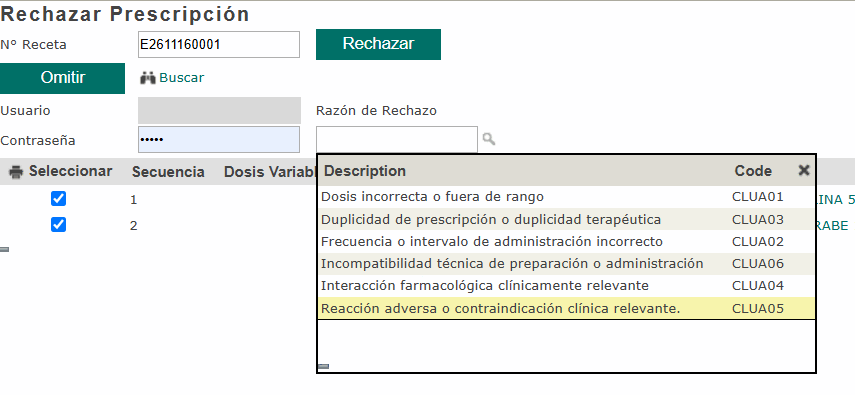 Rechazar Prescripción
N° Receta E2611160001 Rechazar
Omitir Buscar
Usuario Razón de Rechazo
Contraseña •••••
Seleccionar Secuencia Dosis Variabl
Description Code
1
2
Dosis incorrecta o fuera de rango CLUA01
Duplicidad de prescripción o duplicidad terapéutica CLUA03
Frecuencia o intervalo de administración incorrecto CLUA02
Incompatibilidad técnica de preparación o administración CLUA06
Interacción farmacológica clínicamente relevante CLUA04
Reacción adversa o contraindicación clínica relevante. CLUA05
INA 5
RABE